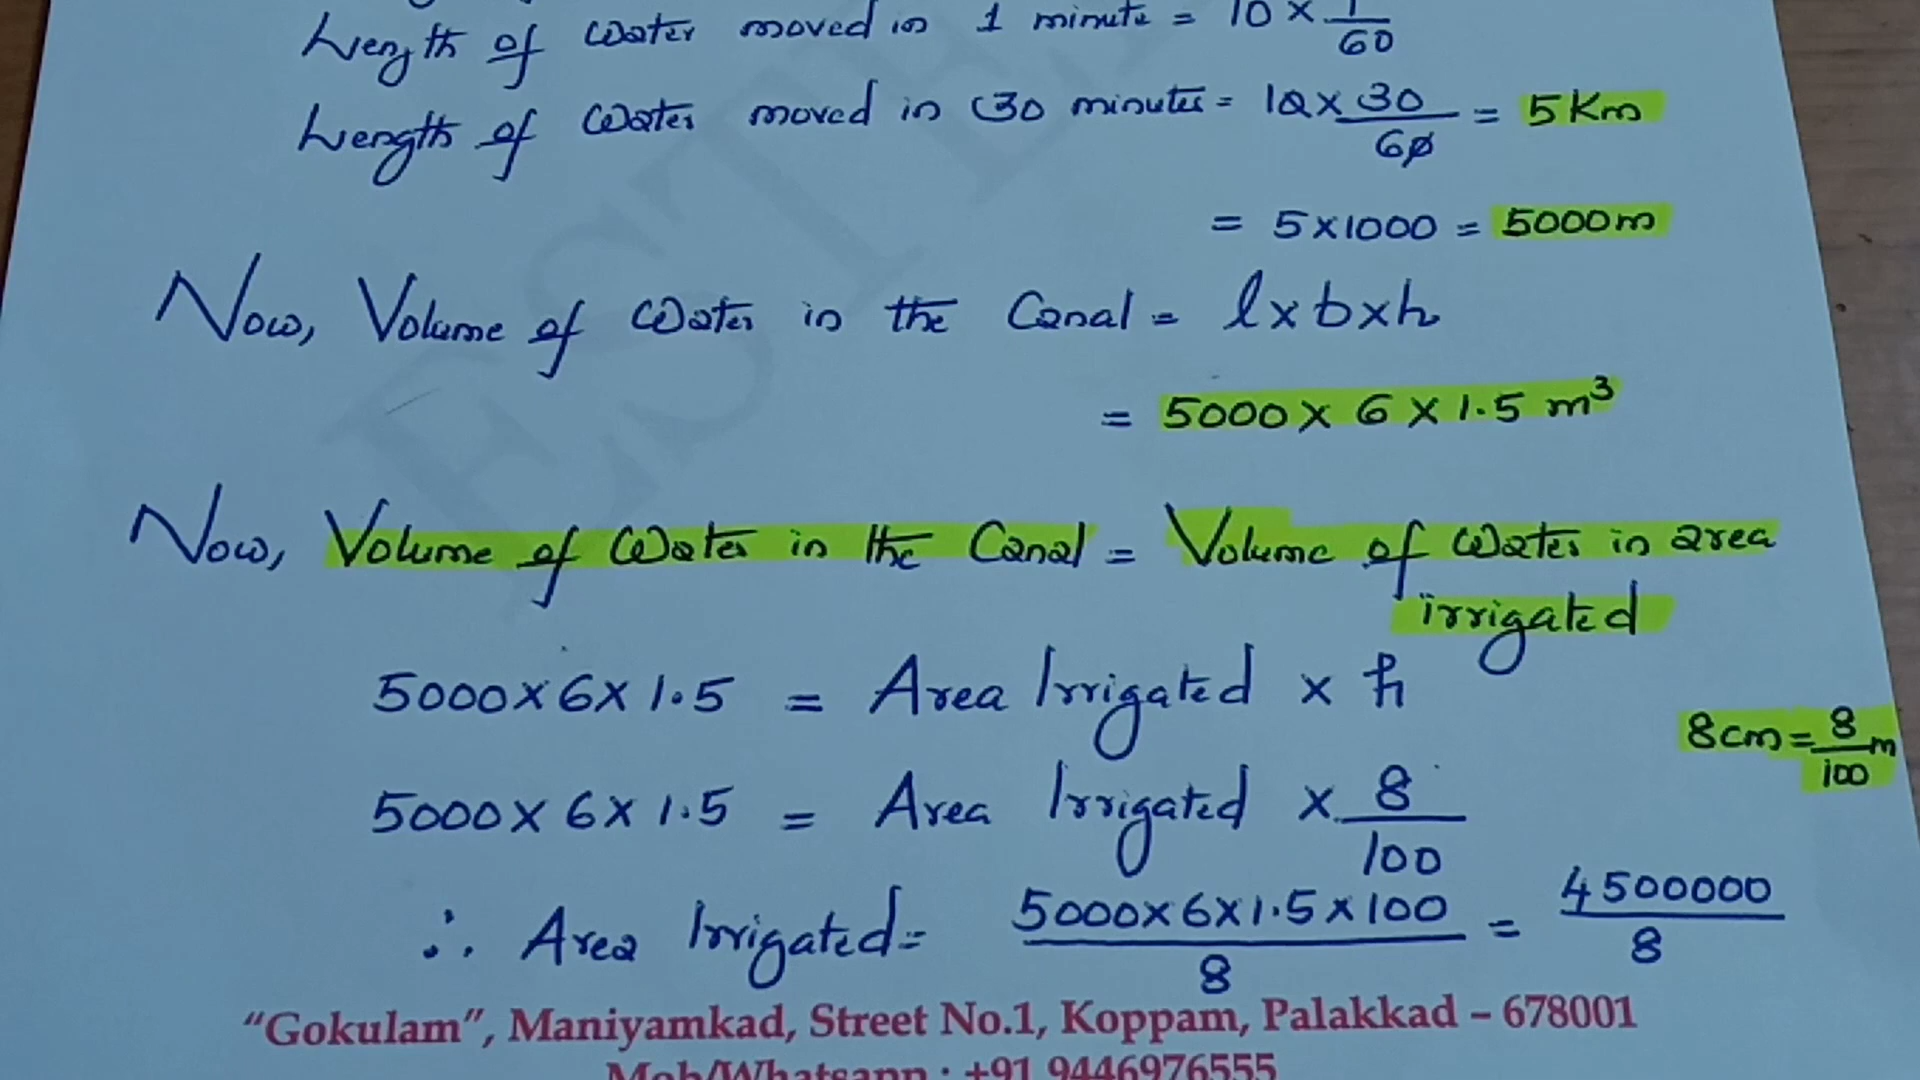 Length of water moved in 1 minute = 10 × 1/60
Length of water moved in 30 minutes = 10 × 30/60 = 5 Km
= 5×1000 = 5000m
Now, Volume of Water in the Canal = l×b×h
= 5000 × 6 × 1.5 m³
Now, Volume of Water in the Canal = Volume of water in area
irrigated
5000×6×1.5 = Area Irrigated × h
8cm = 8/100 m
5000×6×1.5 = Area Irrigated × 8/100
∴ Area Irrigated = 5000×6×1.5×100/8 = 4500000/8
"Gokulam", Maniyamkad, Street No.1, Koppam, Palakkad – 678001
Mob/Whatsapp : +91 9446976555